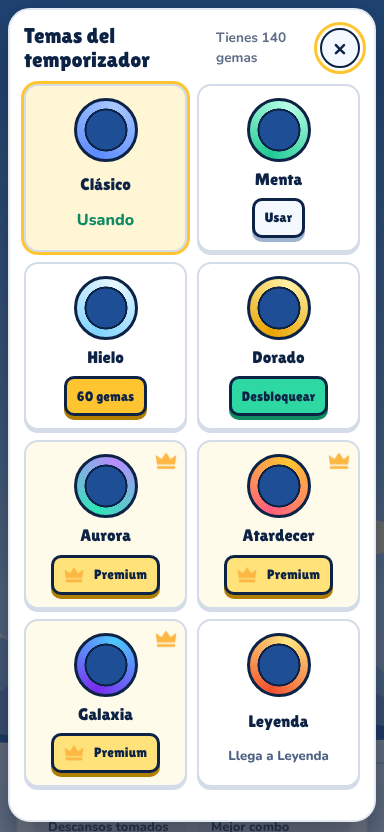 Temas del
temporizador
Tienes 140
gemas
Clásico
Usando
Menta
Usar
Hielo
60 gemas
Dorado
Desbloquear
Aurora
Premium
Atardecer
Premium
Galaxia
Premium
Leyenda
Llega a Leyenda
Descansos tomados
Mejor combo